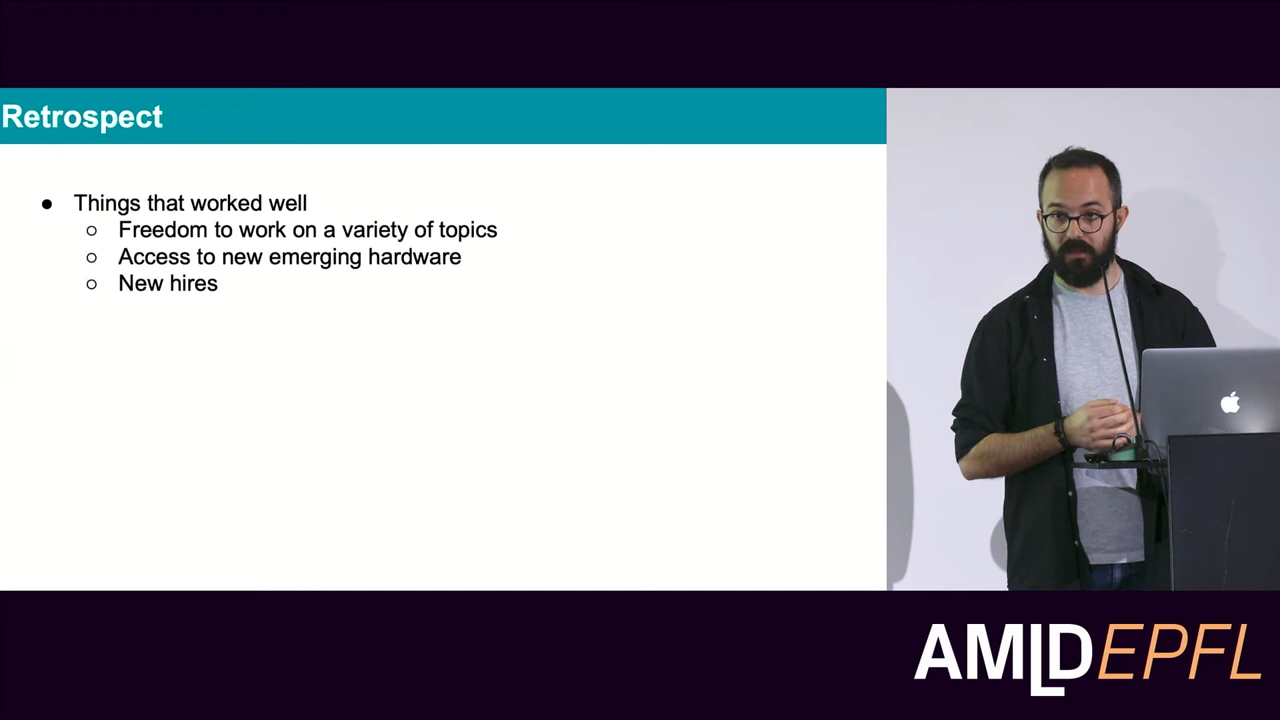 Retrospect
● Things that worked well
○ Freedom to work on a variety of topics
○ Access to new emerging hardware
○ New hires
AMLD EPFL